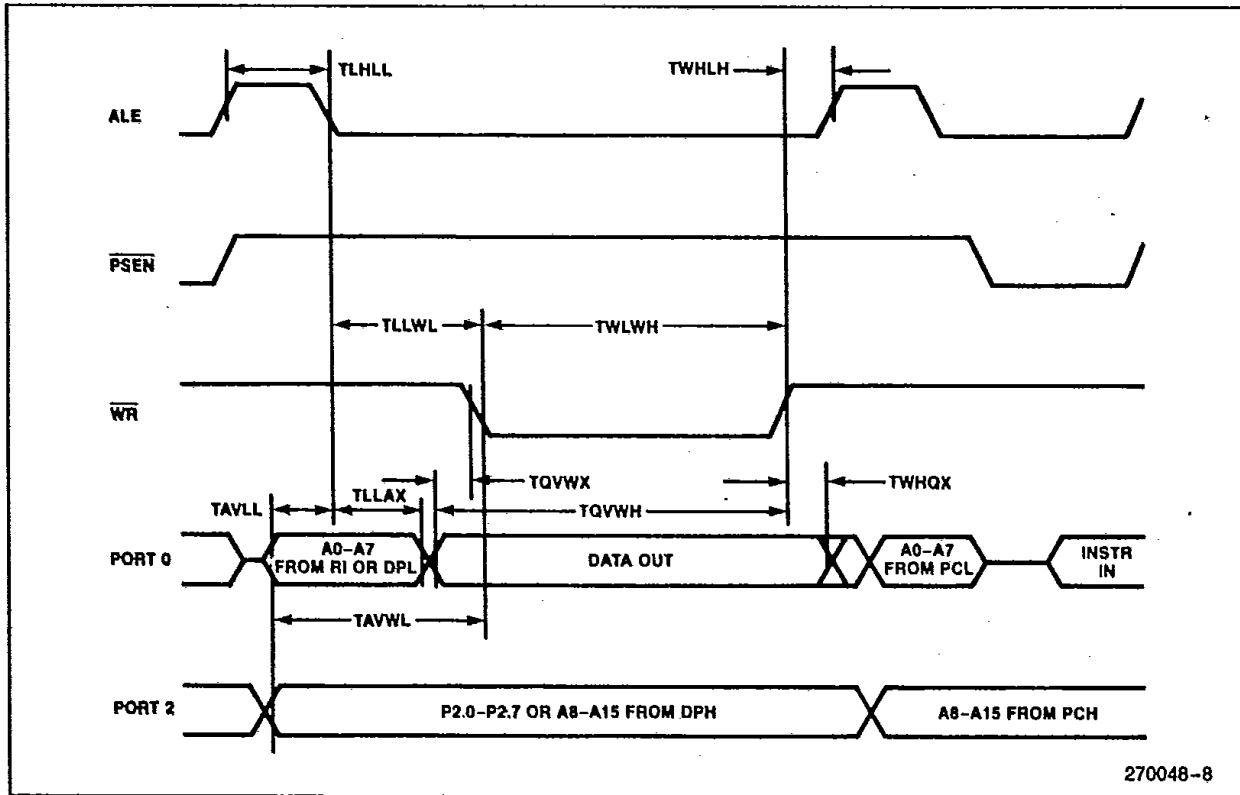 TLHLL
TWHLH
ALE
PSEN
TLLWL
TWLWH
WR
TQVWX
TWHQX
TAVLL
TLLAX
TQVWH
PORT 0
A0–A7
FROM RI OR DPL
DATA OUT
A0–A7
FROM PCL
INSTR
IN
TAVWL
PORT 2
P2.0–P2.7 OR A8–A15 FROM DPH
A8–A15 FROM PCH
270048–8